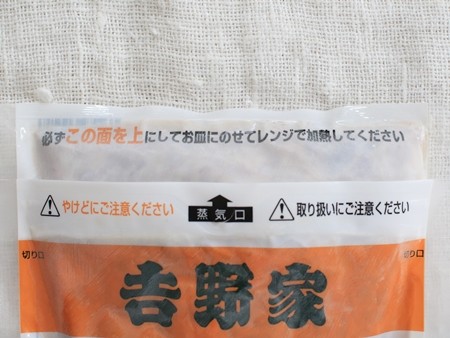 必ずこの面を上にしてお皿にのせてレンジで加熱してください
やけどにご注意ください
蒸気口
取り扱いにご注意ください
切り口
切り口
吉野家